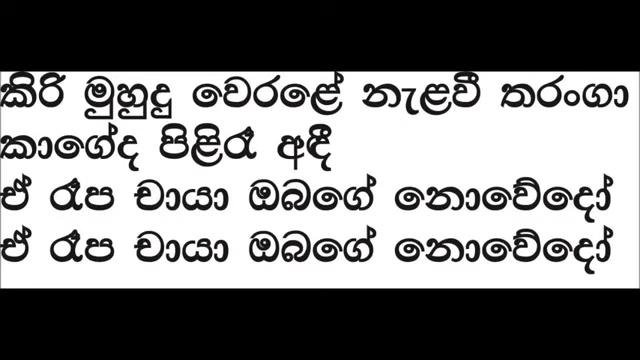 කිරි මුහුදු වෙරළේ නැළවී තරංගා
කාගේද පිළිරෑ අඳී
ඒ රෑප චායා ඔබගේ නොවේදෝ
ඒ රෑප චායා ඔබගේ නොවේදෝ